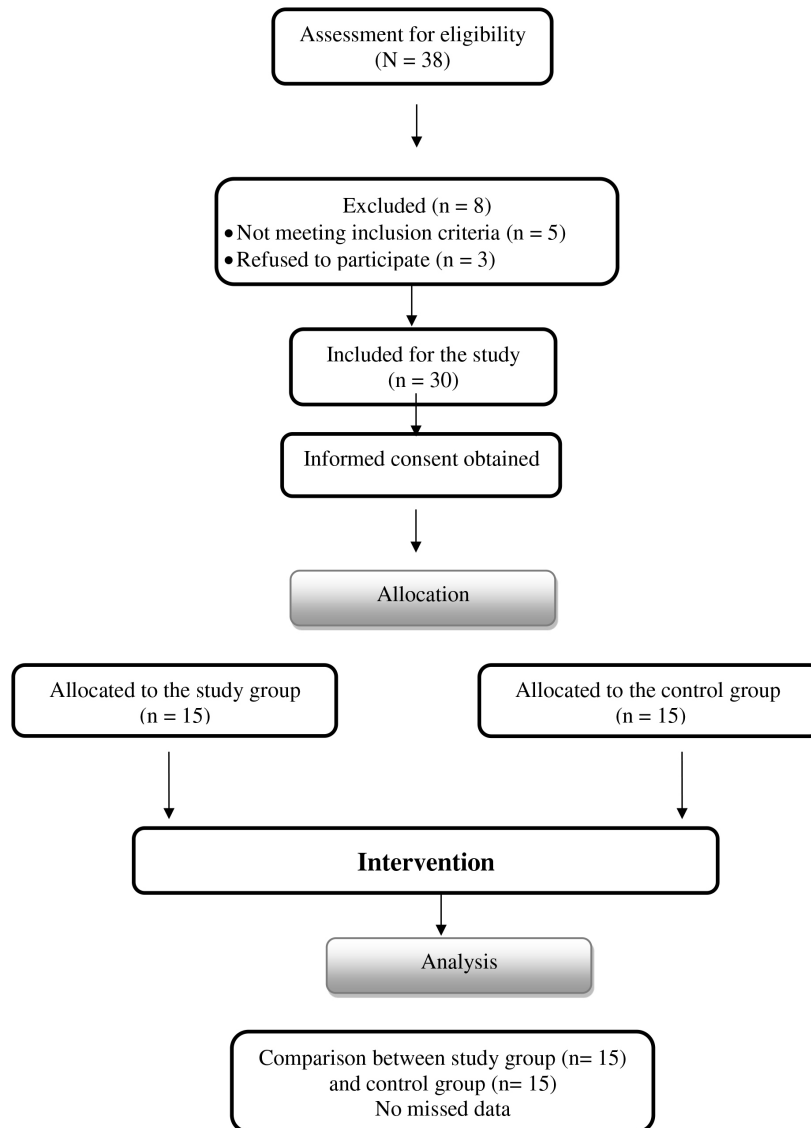 Assessment for eligibility
(N = 38)
Excluded (n = 8)
•Not meeting inclusion criteria (n = 5)
•Refused to participate (n = 3)
Included for the study
(n = 30)
Informed consent obtained
Allocation
Allocated to the study group
(n = 15)
Allocated to the control group
(n = 15)
Intervention
Analysis
Comparison between study group (n= 15)
and control group (n= 15)
No missed data